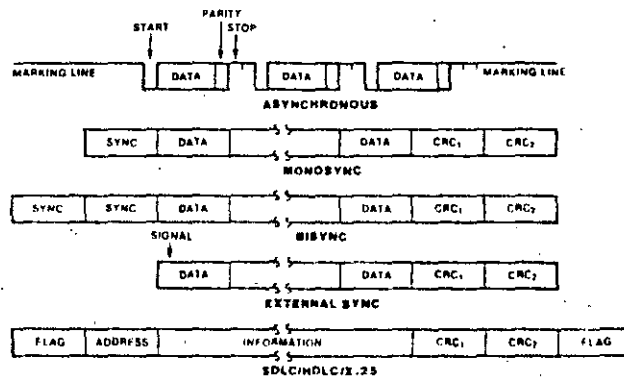 PARITY
START STOP
MARKING LINE DATA DATA DATA MARKING LINE
ASYNCHRONOUS
SYNC DATA DATA CRC₁ CRC₂
MONOSYNC
SYNC SYNC DATA DATA CRC₁ CRC₂
SIGNAL BISYNC
DATA DATA CRC₁ CRC₂
EXTERNAL SYNC
FLAG ADDRESS INFORMATION CRC₁ CRC₂ FLAG
SDLC/HDLC/X.25